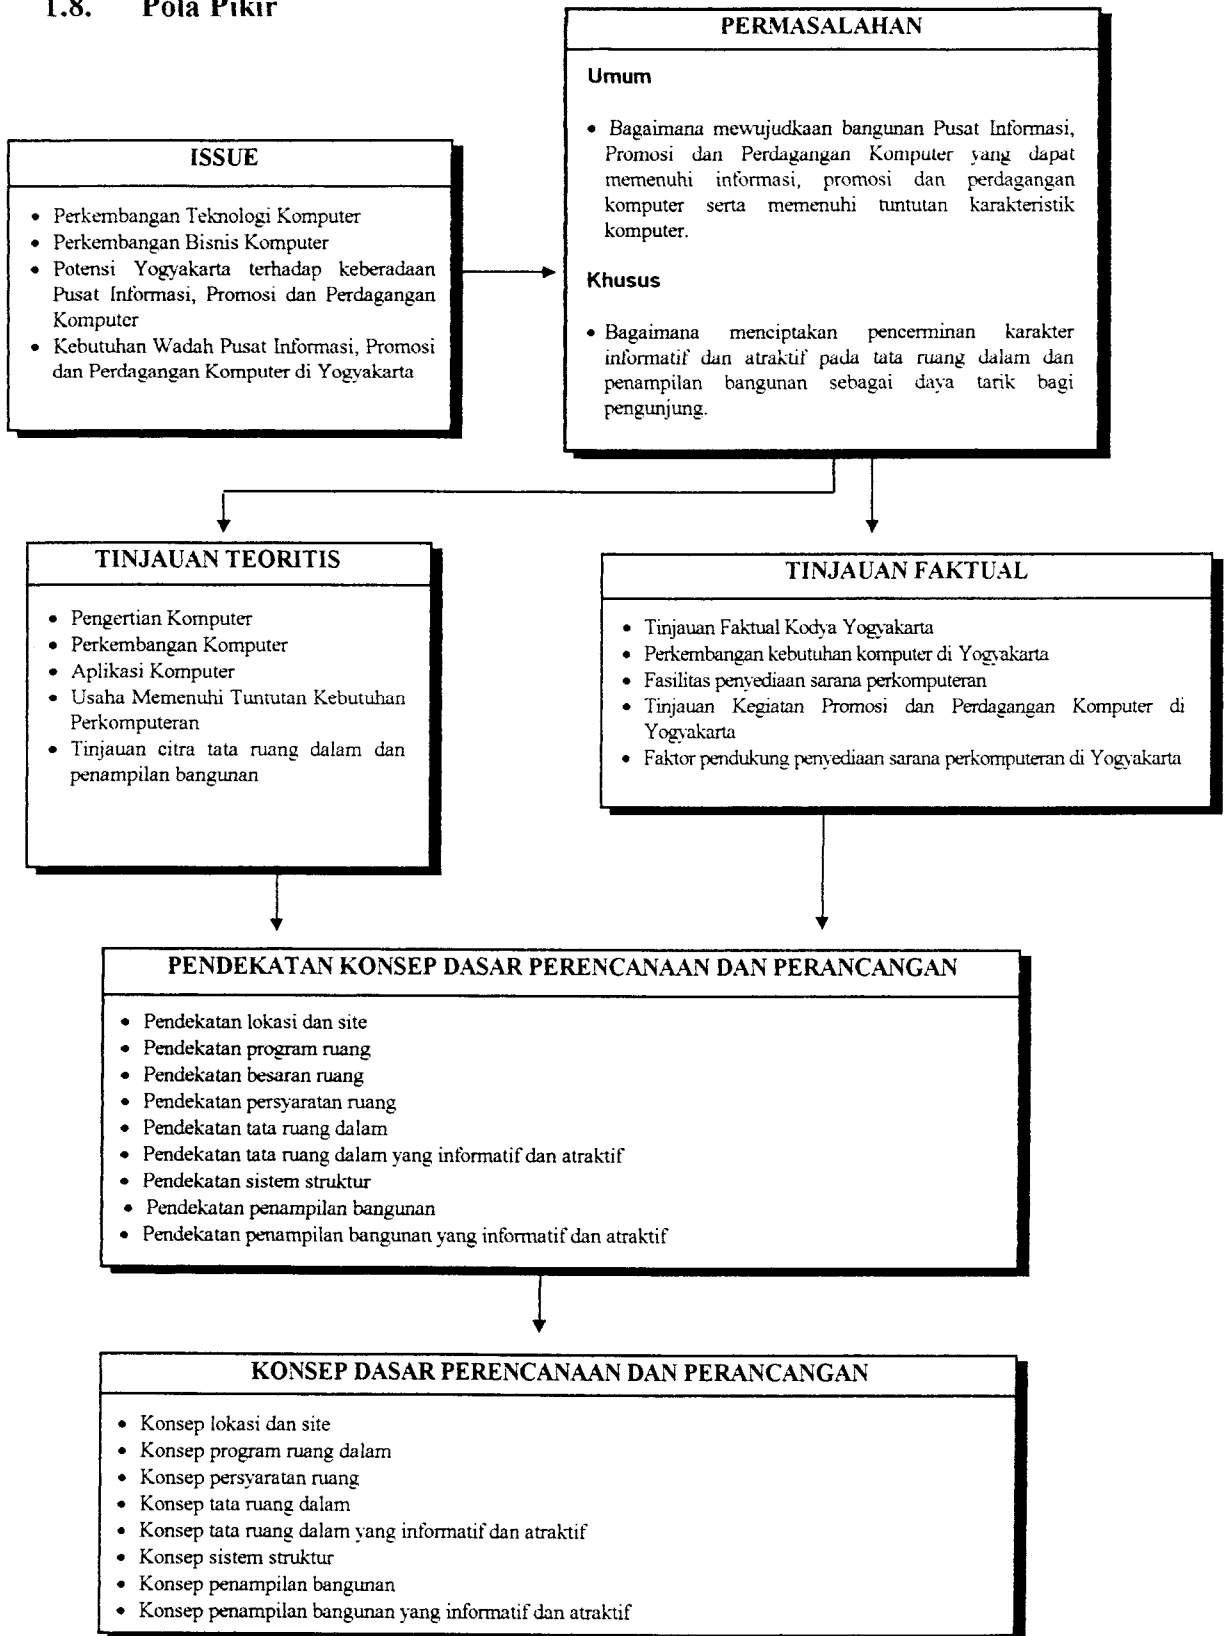 1.8. Pola Pikir
PERMASALAHAN
Umum
• Bagaimana mewujudkaan bangunan Pusat Informasi,
Promosi dan Perdagangan Komputer yang dapat
memenuhi informasi, promosi dan perdagangan
komputer serta memenuhi tuntutan karakteristik
komputer.
Khusus
• Bagaimana menciptakan pencerminan karakter
informatif dan atraktif pada tata ruang dalam dan
penampilan bangunan sebagai daya tarik bagi
pengunjung.
ISSUE
• Perkembangan Teknologi Komputer
• Perkembangan Bisnis Komputer
• Potensi Yogyakarta terhadap keberadaan
Pusat Informasi, Promosi dan Perdagangan
Komputer
• Kebutuhan Wadah Pusat Informasi, Promosi
dan Perdagangan Komputer di Yogyakarta
TINJAUAN TEORITIS
• Pengertian Komputer
• Perkembangan Komputer
• Aplikasi Komputer
• Usaha Memenuhi Tuntutan Kebutuhan
Perkomputeran
• Tinjauan citra tata ruang dalam dan
penampilan bangunan
TINJAUAN FAKTUAL
• Tinjauan Faktual Kodya Yogyakarta
• Perkembangan kebutuhan komputer di Yogyakarta
• Fasilitas penyediaan sarana perkomputeran
• Tinjauan Kegiatan Promosi dan Perdagangan Komputer di
Yogyakarta
• Faktor pendukung penyediaan sarana perkomputeran di Yogyakarta
PENDEKATAN KONSEP DASAR PERENCANAAN DAN PERANCANGAN
• Pendekatan lokasi dan site
• Pendekatan program ruang
• Pendekatan besaran ruang
• Pendekatan persyaratan ruang
• Pendekatan tata ruang dalam
• Pendekatan tata ruang dalam yang informatif dan atraktif
• Pendekatan sistem struktur
• Pendekatan penampilan bangunan
• Pendekatan penampilan bangunan yang informatif dan atraktif
KONSEP DASAR PERENCANAAN DAN PERANCANGAN
• Konsep lokasi dan site
• Konsep program ruang dalam
• Konsep persyaratan ruang
• Konsep tata ruang dalam
• Konsep tata ruang dalam yang informatif dan atraktif
• Konsep sistem struktur
• Konsep penampilan bangunan
• Konsep penampilan bangunan yang informatif dan atraktif